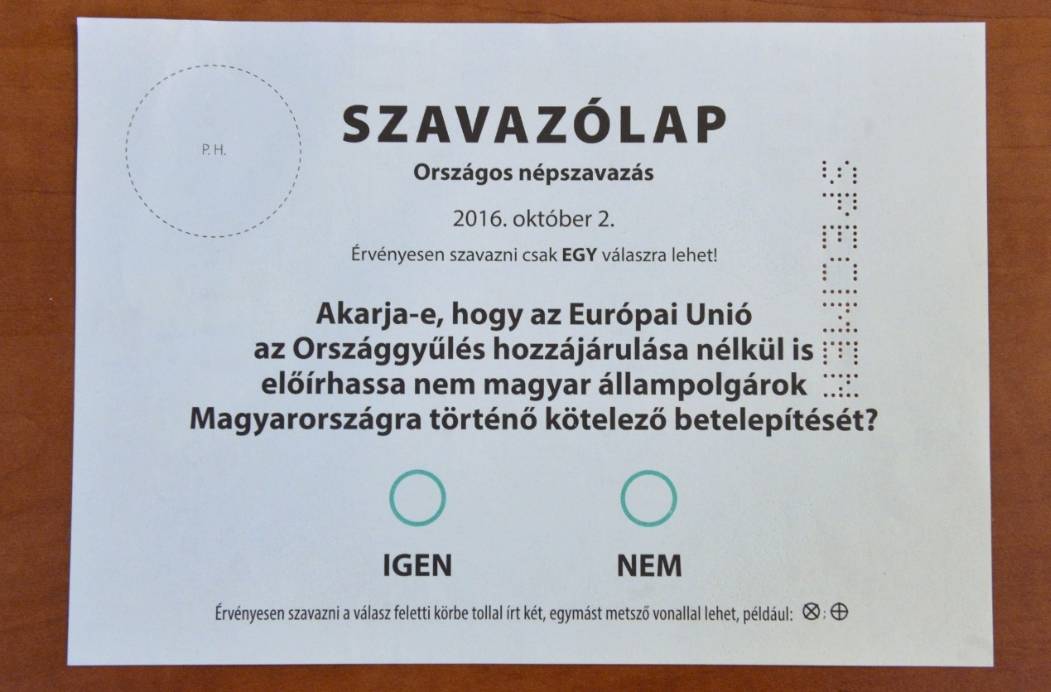 P. H.
SZAVAZÓLAP
Országos népszavazás
2016. október 2.
Érvényesen szavazni csak EGY válaszra lehet!
Akarja-e, hogy az Európai Unió
az Országgyűlés hozzájárulása nélkül is
előírhassa nem magyar állampolgárok
Magyarországra történő kötelező betelepítését?
IGEN NEM
Érvényesen szavazni a válasz feletti körbe tollal írt két, egymást metsző vonallal lehet, például: ⊗ ; ⊕